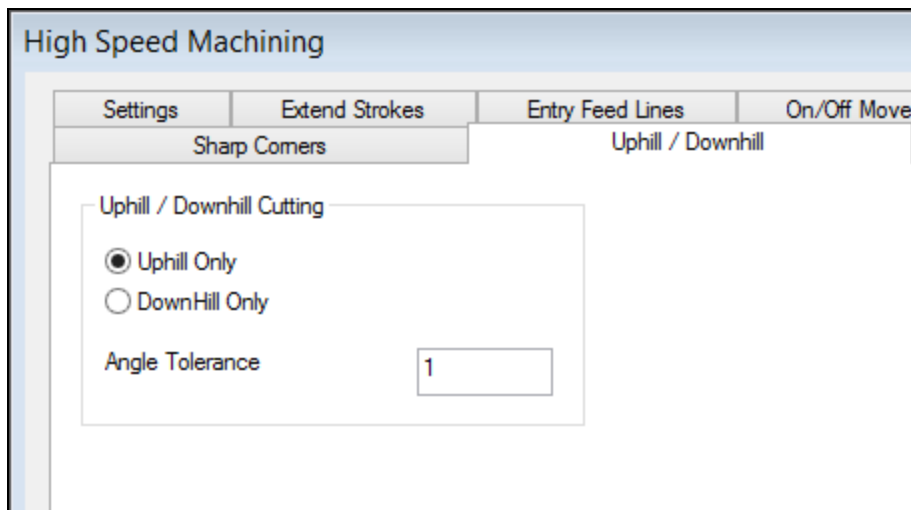 High Speed Machining
Settings Extend Strokes Entry Feed Lines On/Off Move
Sharp Corners Uphill / Downhill
Uphill / Downhill Cutting
Uphill Only
DownHill Only
Angle Tolerance 1